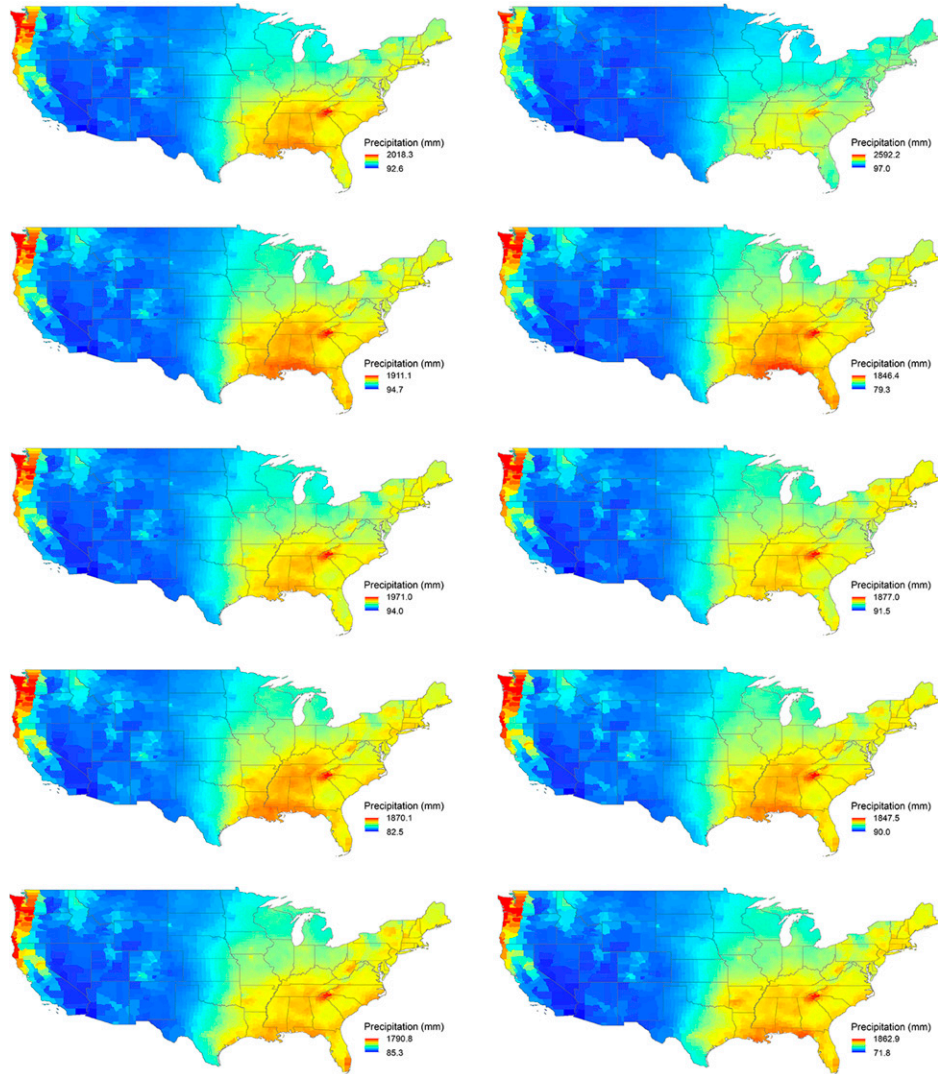 Precipitation (mm)
2018.3
92.6
Precipitation (mm)
2592.2
97.0
Precipitation (mm)
1911.1
94.7
Precipitation (mm)
1846.4
79.3
Precipitation (mm)
1971.0
94.0
Precipitation (mm)
1877.0
91.5
Precipitation (mm)
1870.1
82.5
Precipitation (mm)
1847.5
90.0
Precipitation (mm)
1790.8
85.3
Precipitation (mm)
1862.9
71.8